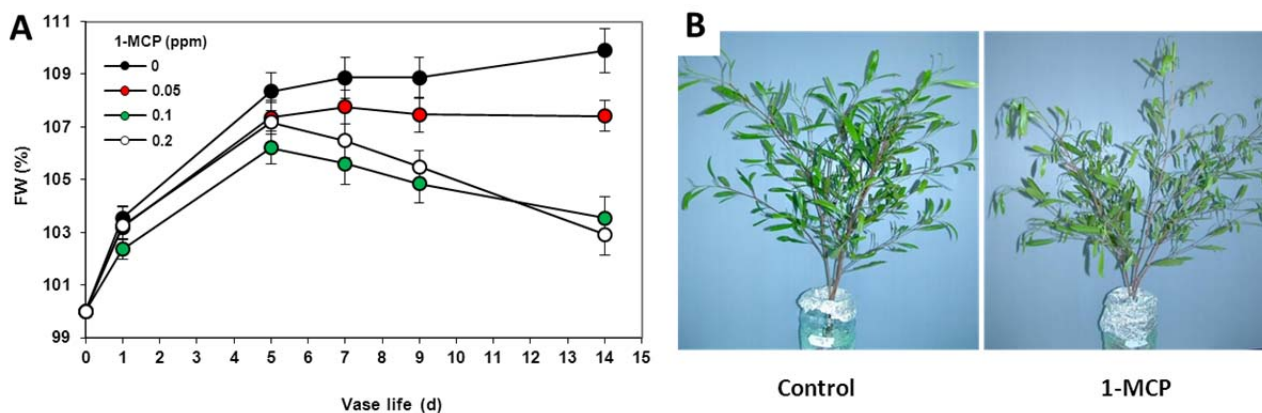 A
1-MCP (ppm)
0
0.05
0.1
0.2
111
109
107
105
103
101
99
FW (%)
0 1 2 3 4 5 6 7 8 9 10 11 12 13 14 15
Vase life (d)
B
Control
1-MCP